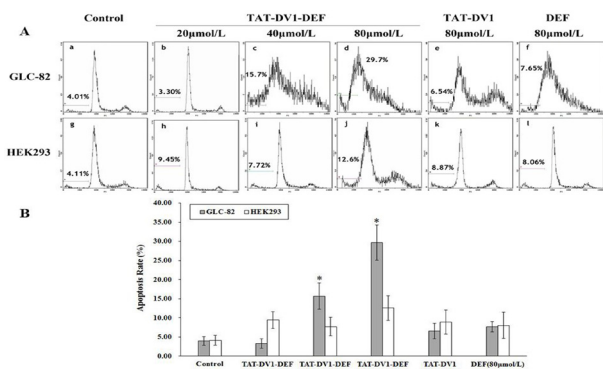 Control TAT-DV1-DEF TAT-DV1 DEF
A 20μmol/L 40μmol/L 80μmol/L 80μmol/L 80μmol/L
a b c d e f
GLC-82 4.01% 3.30% 15.7% 29.7% 6.54% 7.65%
g h i j k l
HEK293 4.11% 9.45% 7.72% 12.6% 8.87% 8.06%
B
40.00
GLC-82 HEK293
35.00
*
30.00
25.00
*
20.00
15.00
10.00
5.00
0.00
Apoptosis Rate (%)
Control TAT-DV1-DEF TAT-DV1-DEF TAT-DV1-DEF TAT-DV1 DEF(80μmol/L)